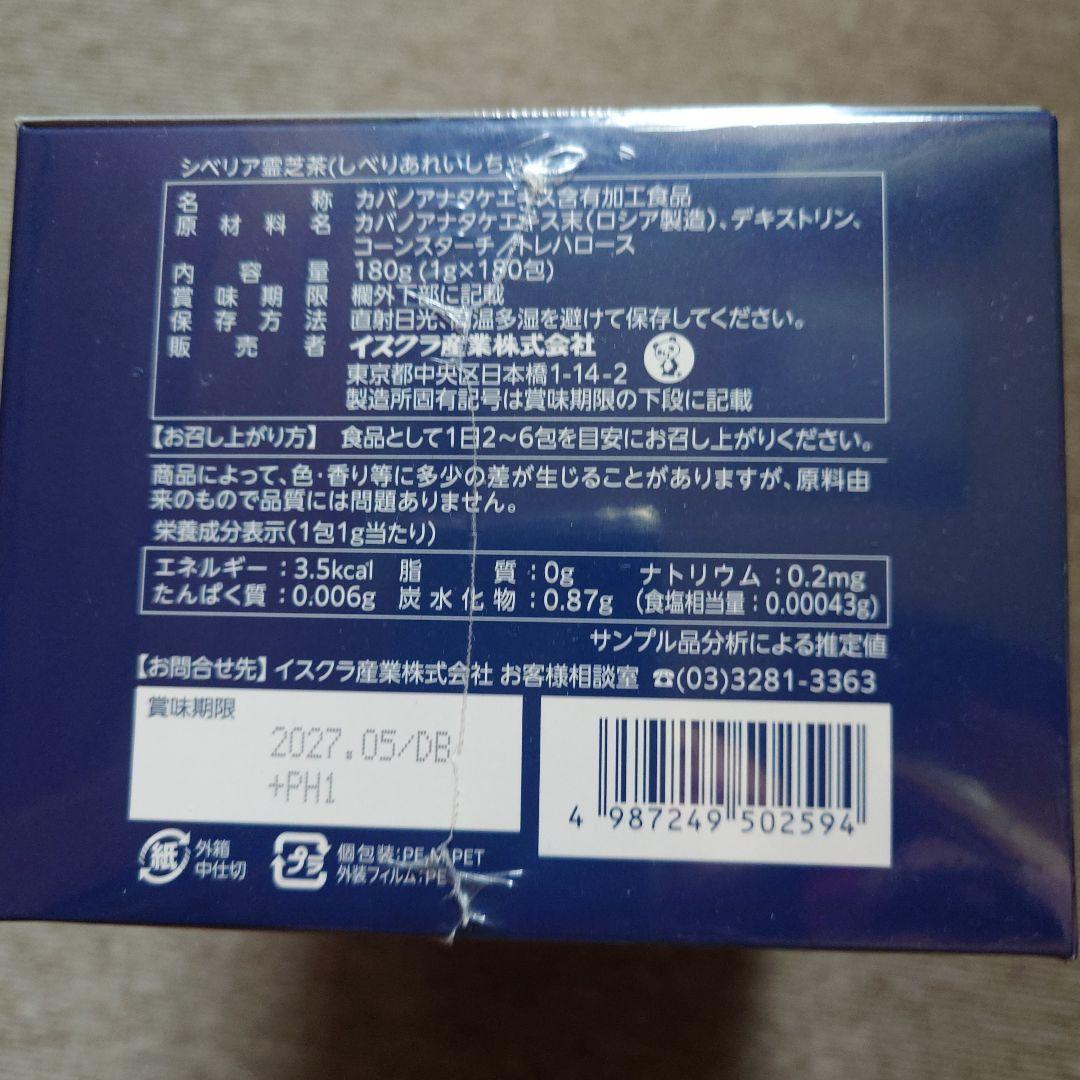 シベリア霊芝茶(しべりあれいしちゃ)
名称 カバノアナタケエキス含有加工食品
原材料名 カバノアナタケエキス末(ロシア製造)、デキストリン、
コーンスターチ/トレハロース
内容量 180g (1g×180包)
賞味期限 欄外下部に記載
保存方法 直射日光、高温多湿を避けて保存してください。
販売者 イスクラ産業株式会社
東京都中央区日本橋1-14-2
製造所固有記号は賞味期限の下段に記載
【お召し上がり方】 食品として1日2〜6包を目安にお召し上がりください。
商品によって、色・香り等に多少の差が生じることがありますが、原料由
来のもので品質には問題ありません。
栄養成分表示(1包1g当たり)
エネルギー:3.5kcal 脂質:0g ナトリウム:0.2mg
たんぱく質:0.006g 炭水化物:0.87g (食塩相当量:0.00043g)
サンプル品分析による推定値
【お問合せ先】イスクラ産業株式会社 お客様相談室 ☎(03)3281-3363
賞味期限
2027.05/DB
+PH1
4 987249 502594
紙 外箱
中仕切
プラ 個包装:PE,M,PET
外装フィルム:PE